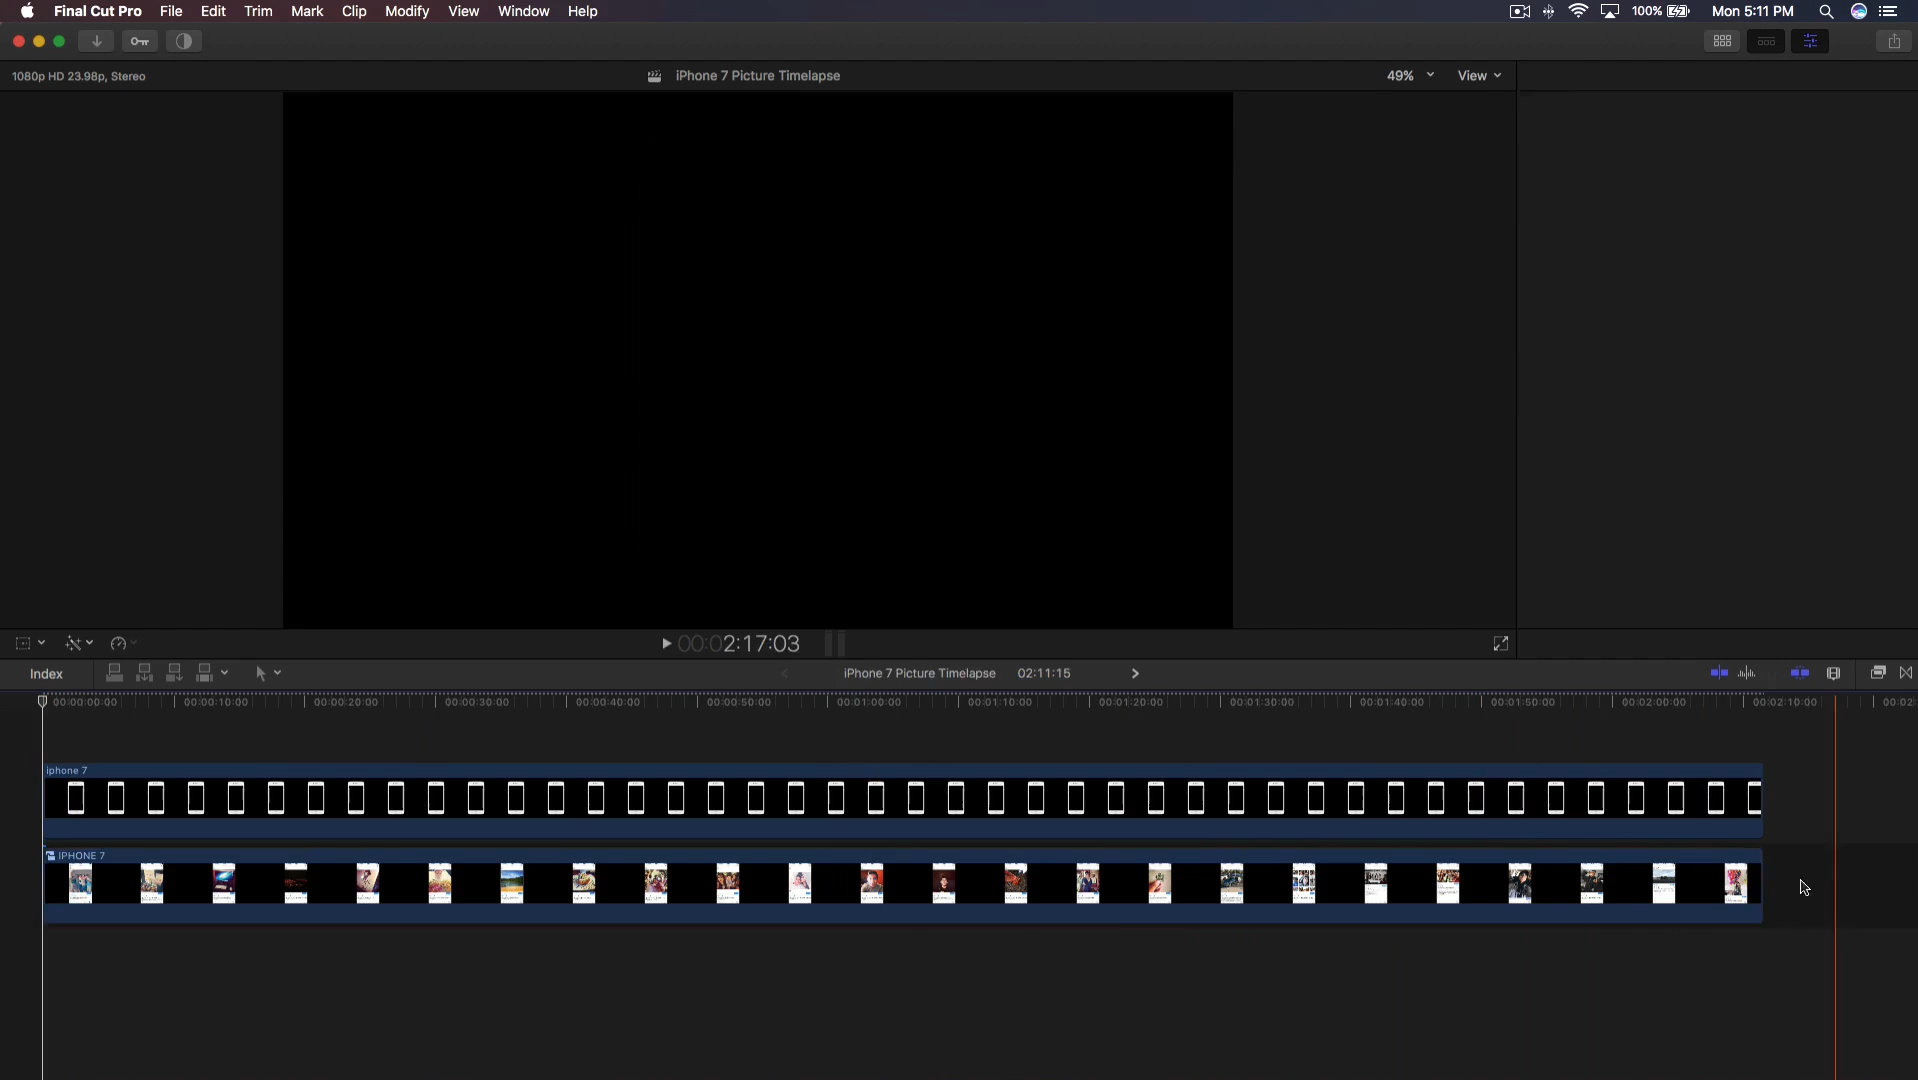 Final Cut Pro File Edit Trim Mark Clip Modify View Window Help 100% Mon 5:11 PM
1080p HD 23.98p, Stereo iPhone 7 Picture Timelapse 49% View
00:02:17:03
Index iPhone 7 Picture Timelapse 02:11:15
00:00:00:00 00:00:10:00 00:00:20:00 00:00:30:00 00:00:40:00 00:00:50:00 00:01:00:00 00:01:10:00 00:01:20:00 00:01:30:00 00:01:40:00 00:01:50:00 00:02:00:00 00:02:10:00 00:02:
iphone 7
IPHONE 7